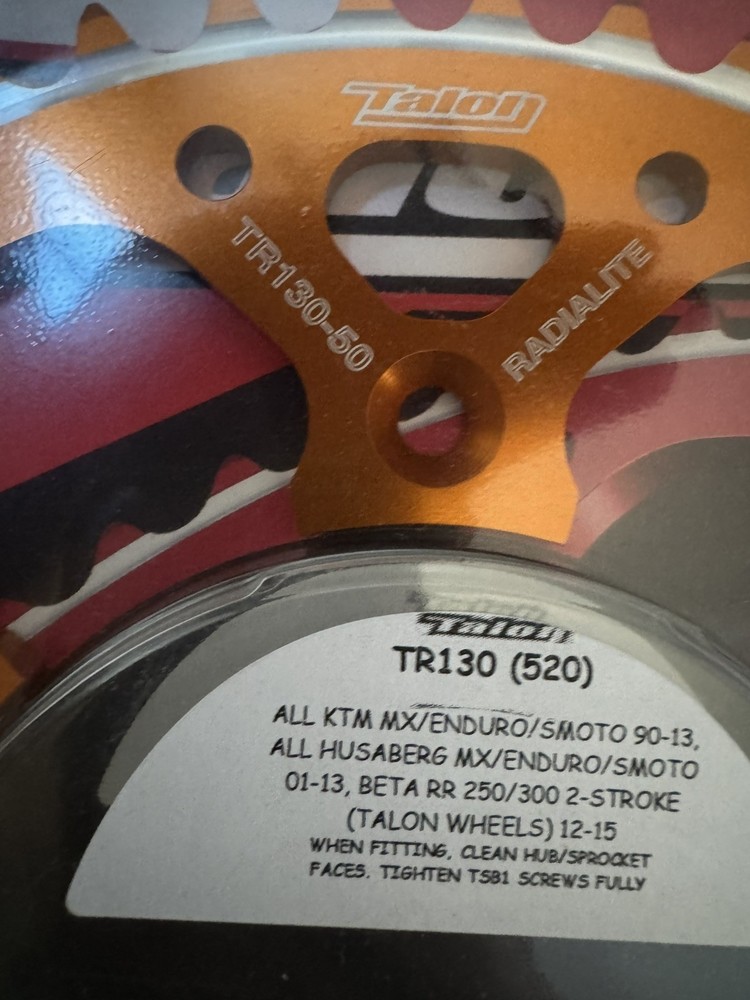 Talon
TR130-50
RADIALITE
Talon
TR130 (520)
ALL KTM MX/ENDURO/SMOTO 90-13,
ALL HUSABERG MX/ENDURO/SMOTO
01-13, BETA RR 250/300 2-STROKE
(TALON WHEELS) 12-15
WHEN FITTING, CLEAN HUB/SPROCKET
FACES. TIGHTEN TSB1 SCREWS FULLY